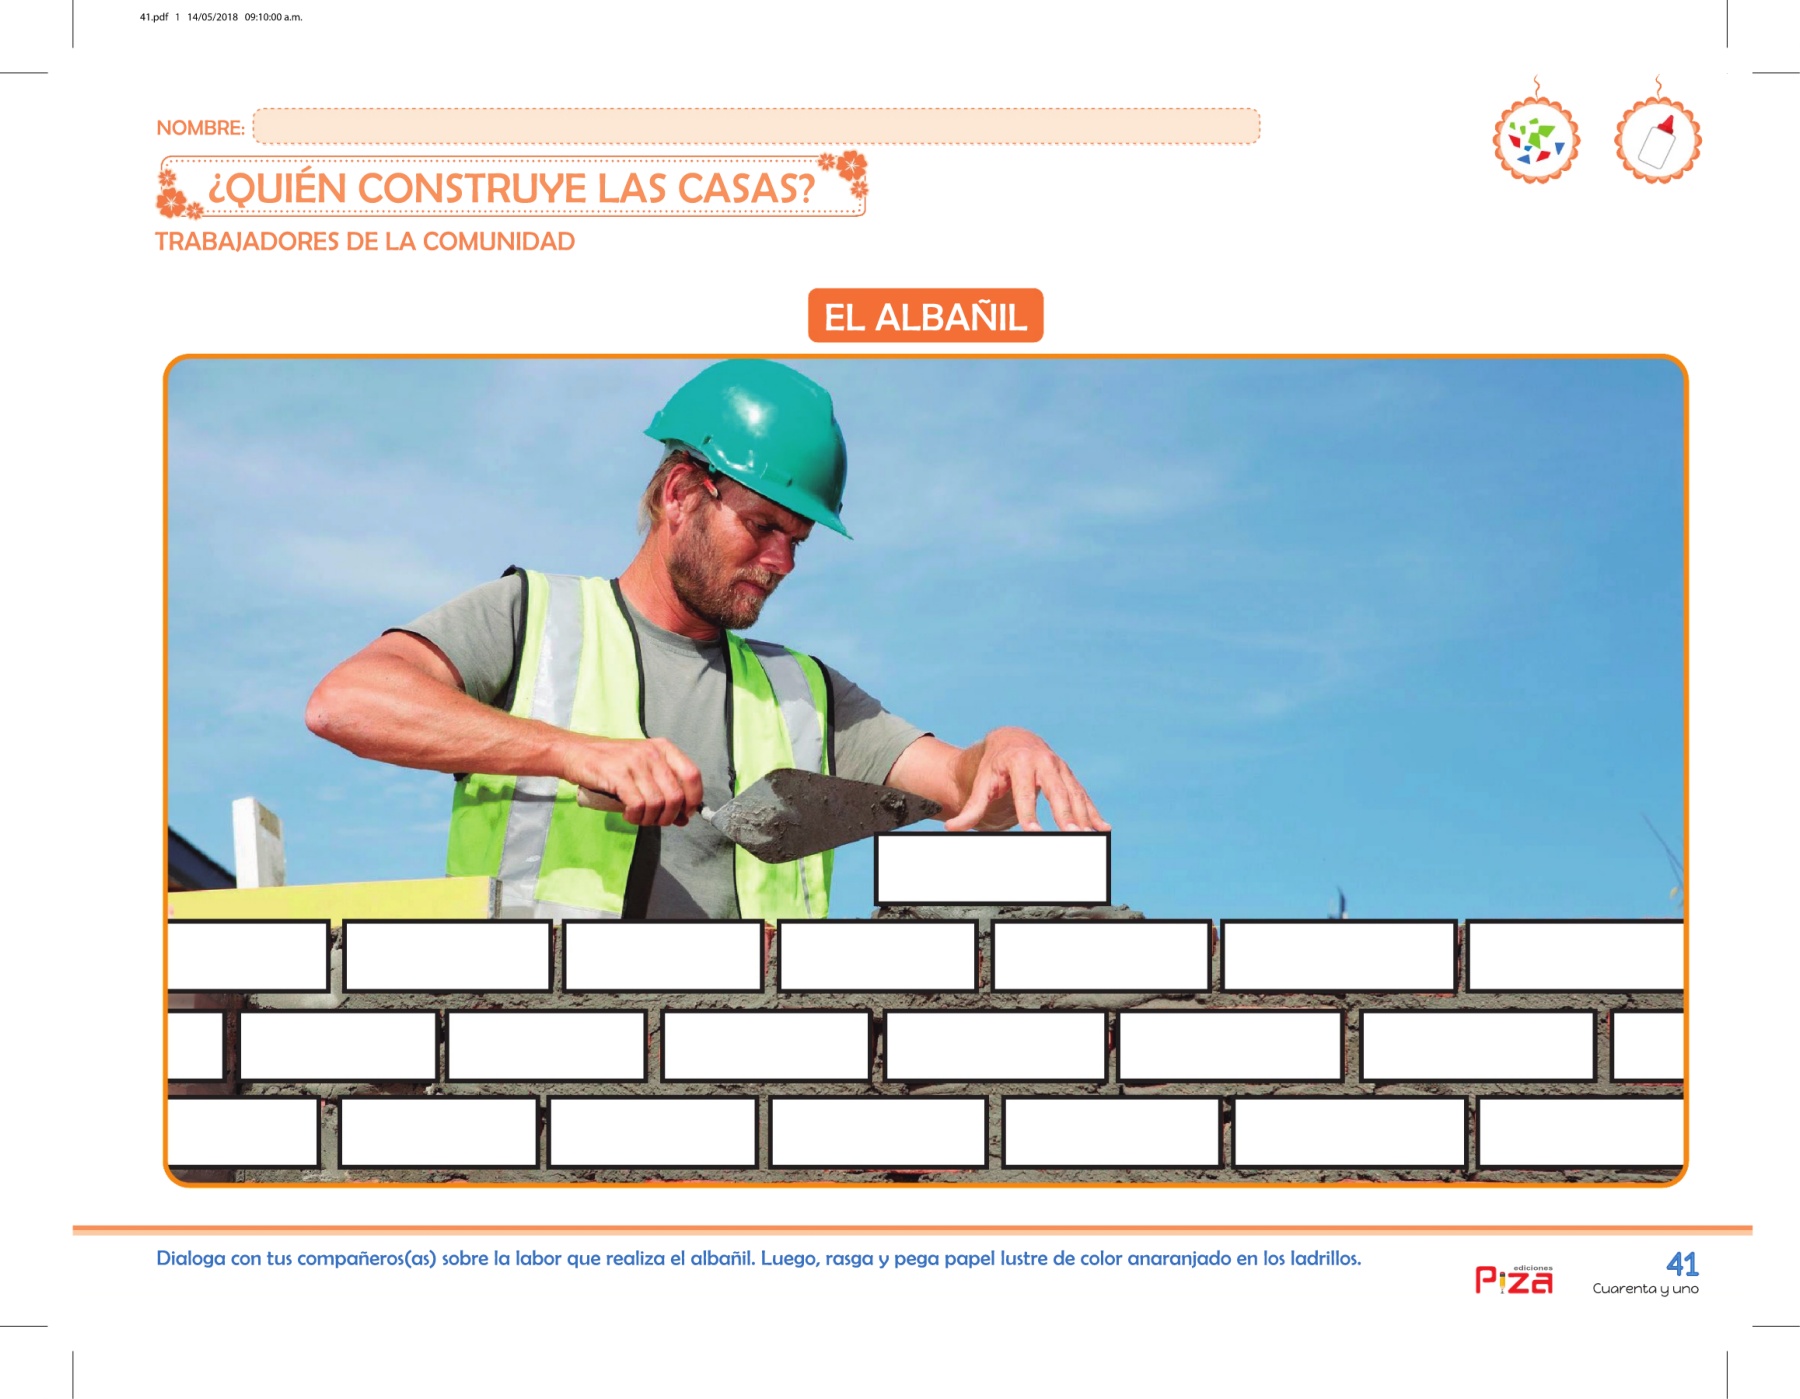 41.pdf 1 14/05/2018 09:10:00 a.m.
NOMBRE:
¿QUIÉN CONSTRUYE LAS CASAS?
TRABAJADORES DE LA COMUNIDAD
EL ALBAÑIL
Dialoga con tus compañeros(as) sobre la labor que realiza el albañil. Luego, rasga y pega papel lustre de color anaranjado en los ladrillos.
ediciones
Piza
41
Cuarenta y uno